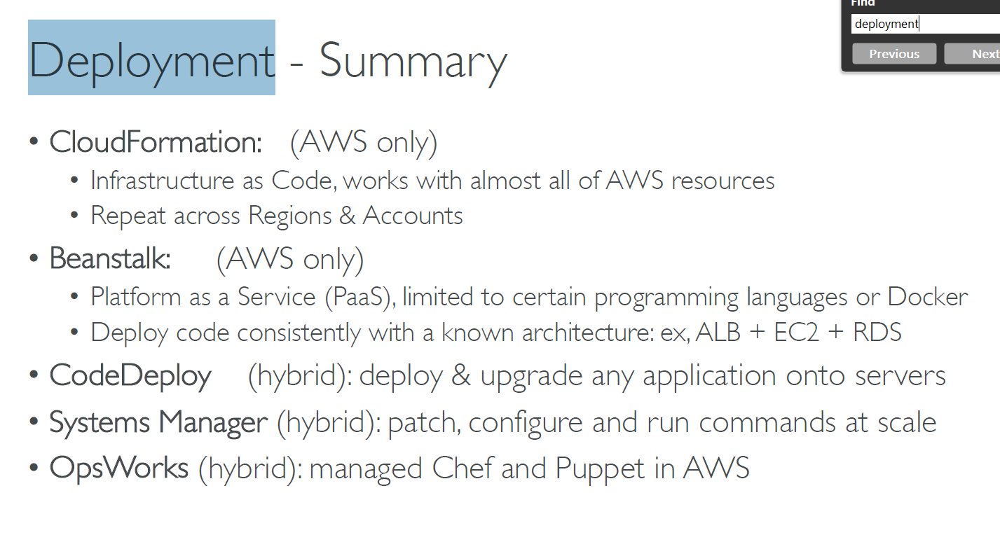 Find
deployment
Previous
Next
Deployment - Summary
• CloudFormation: (AWS only)
• Infrastructure as Code, works with almost all of AWS resources
• Repeat across Regions & Accounts
• Beanstalk: (AWS only)
• Platform as a Service (PaaS), limited to certain programming languages or Docker
• Deploy code consistently with a known architecture: ex, ALB + EC2 + RDS
• CodeDeploy (hybrid): deploy & upgrade any application onto servers
• Systems Manager (hybrid): patch, configure and run commands at scale
• OpsWorks (hybrid): managed Chef and Puppet in AWS